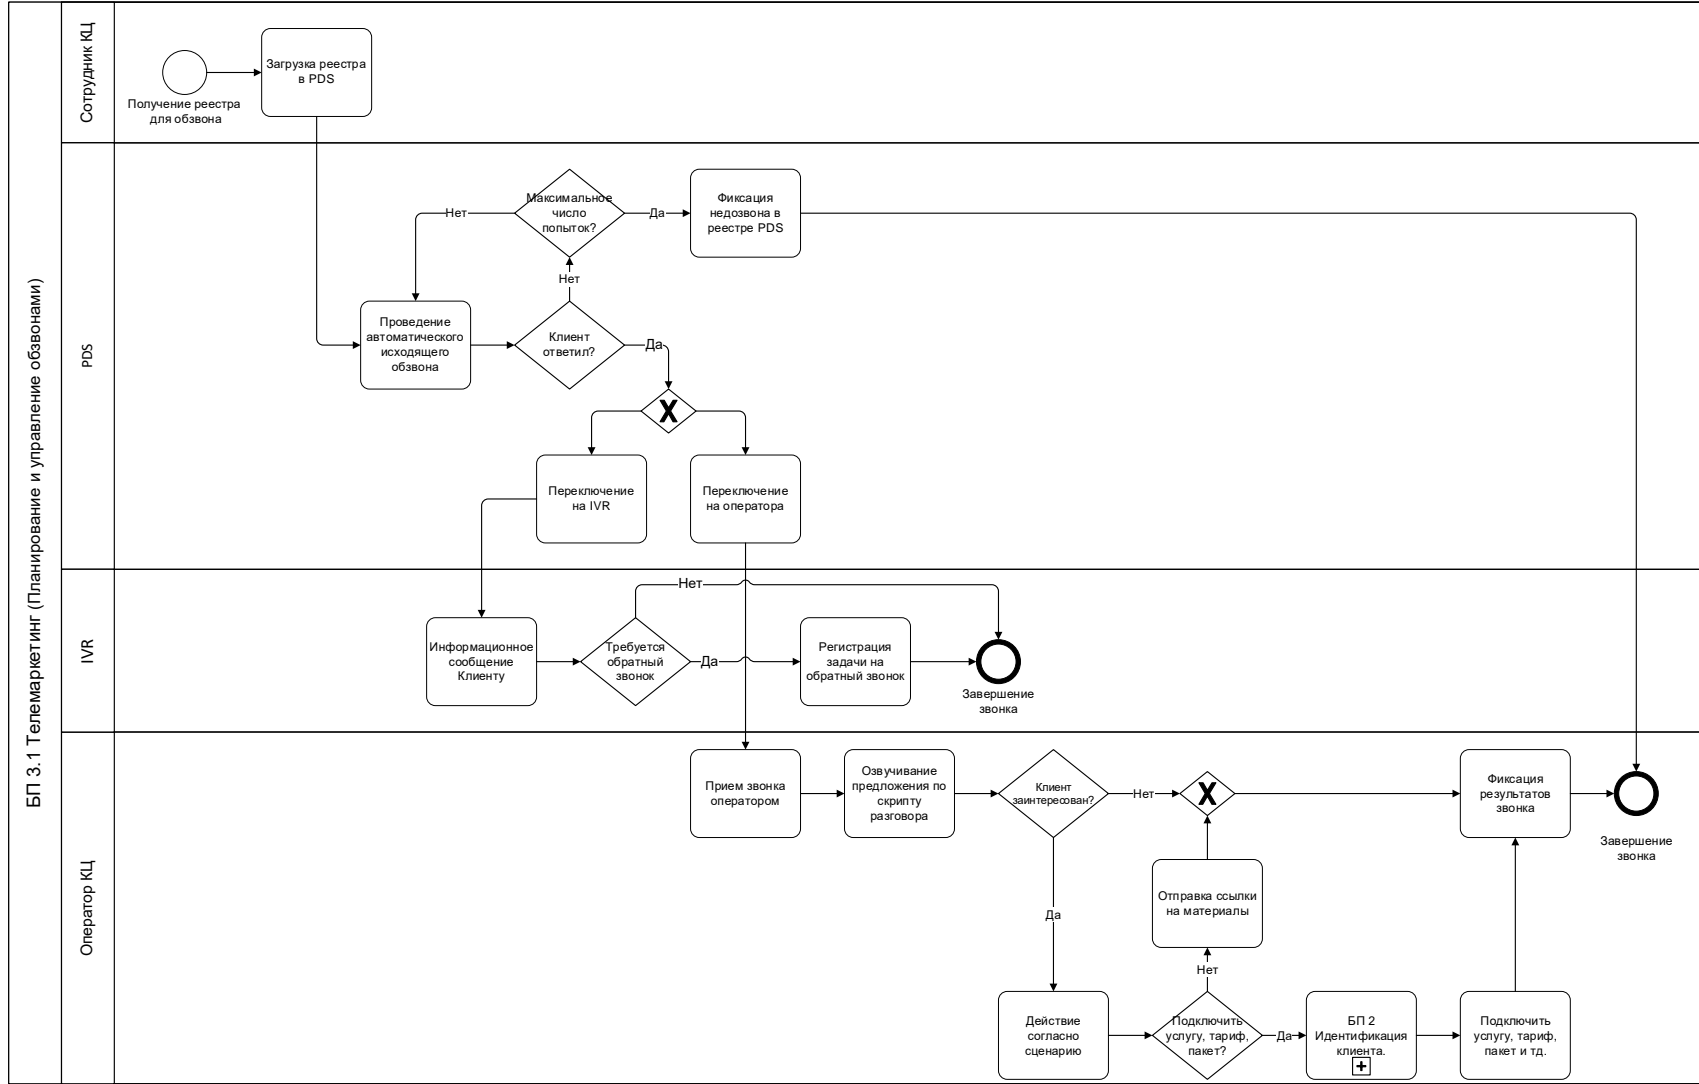 БП 3.1 Телемаркетинг (Планирование и управление обзвонами)
Сотрудник КЦ
Получение реестра
для обзвона
Загрузка реестра
в PDS
PDS
Максимальное
число
попыток?
Нет
Да
Фиксация
недозвона в
реестре PDS
Нет
Проведение
автоматического
исходящего
обзвона
Клиент
ответил?
Да
X
Переключение
на IVR
Переключение
на оператора
IVR
Нет
Информационное
сообщение
Клиенту
Требуется
обратный
звонок
Да
Регистрация
задачи на
обратный звонок
Завершение
звонка
Оператор КЦ
Прием звонка
оператором
Озвучивание
предложения по
скрипту
разговора
Клиент
заинтересован?
Нет
X
Фиксация
результатов
звонка
Завершение
звонка
Да
Отправка ссылки
на материалы
Нет
Действие
согласно
сценарию
Подключить
услугу, тариф,
пакет?
Да
БП 2
Идентификация
клиента.
Подключить
услугу, тариф,
пакет и тд.